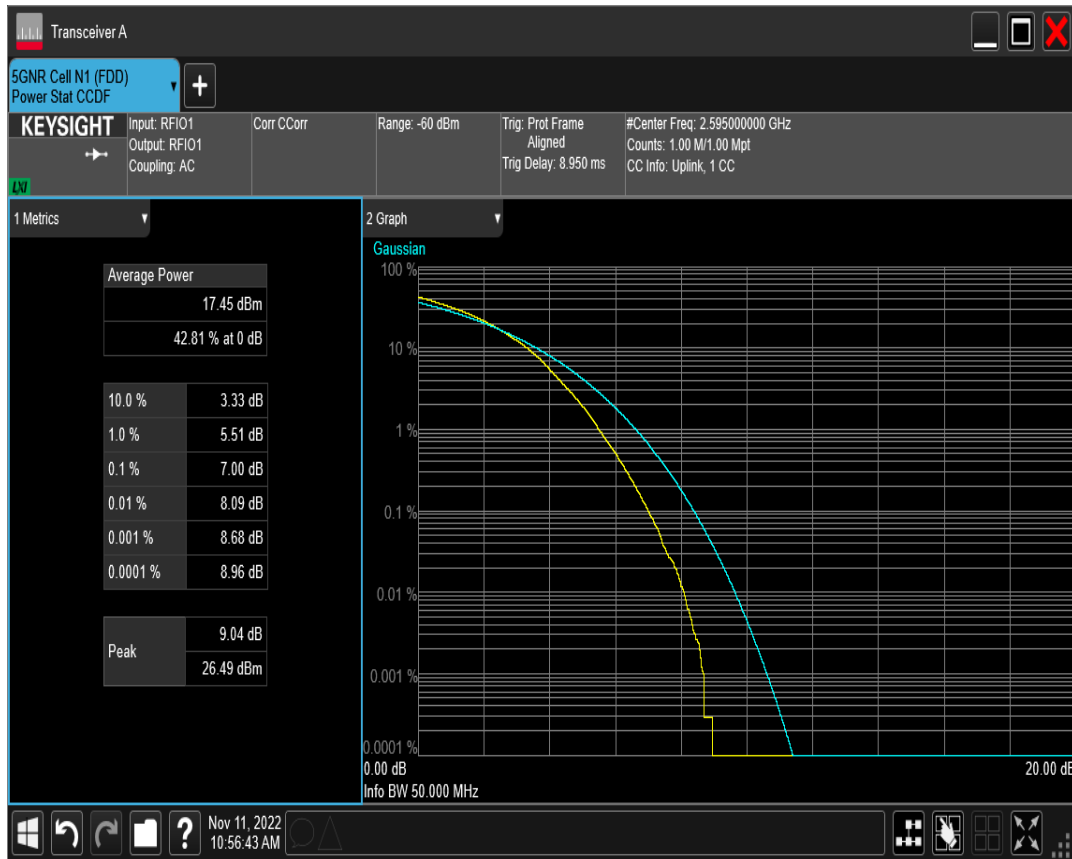 Transceiver A
5GNR Cell N1 (FDD)
Power Stat CCDF
+
KEYSIGHT
LXI
Input: RFIO1
Output: RFIO1
Coupling: AC
Corr CCorr
Range: -60 dBm
Trig: Prot Frame
Aligned
Trig Delay: 8.950 ms
#Center Freq: 2.595000000 GHz
Counts: 1.00 M/1.00 Mpt
CC Info: Uplink, 1 CC
1 Metrics
Average Power
17.45 dBm
42.81 % at 0 dB
10.0 % 3.33 dB
1.0 % 5.51 dB
0.1 % 7.00 dB
0.01 % 8.09 dB
0.001 % 8.68 dB
0.0001 % 8.96 dB
Peak
9.04 dB
26.49 dBm
2 Graph
Gaussian
100 %
10 %
1 %
0.1 %
0.01 %
0.001 %
0.0001 %
0.00 dB 20.00 dB
Info BW 50.000 MHz
?
Nov 11, 2022
10:56:43 AM